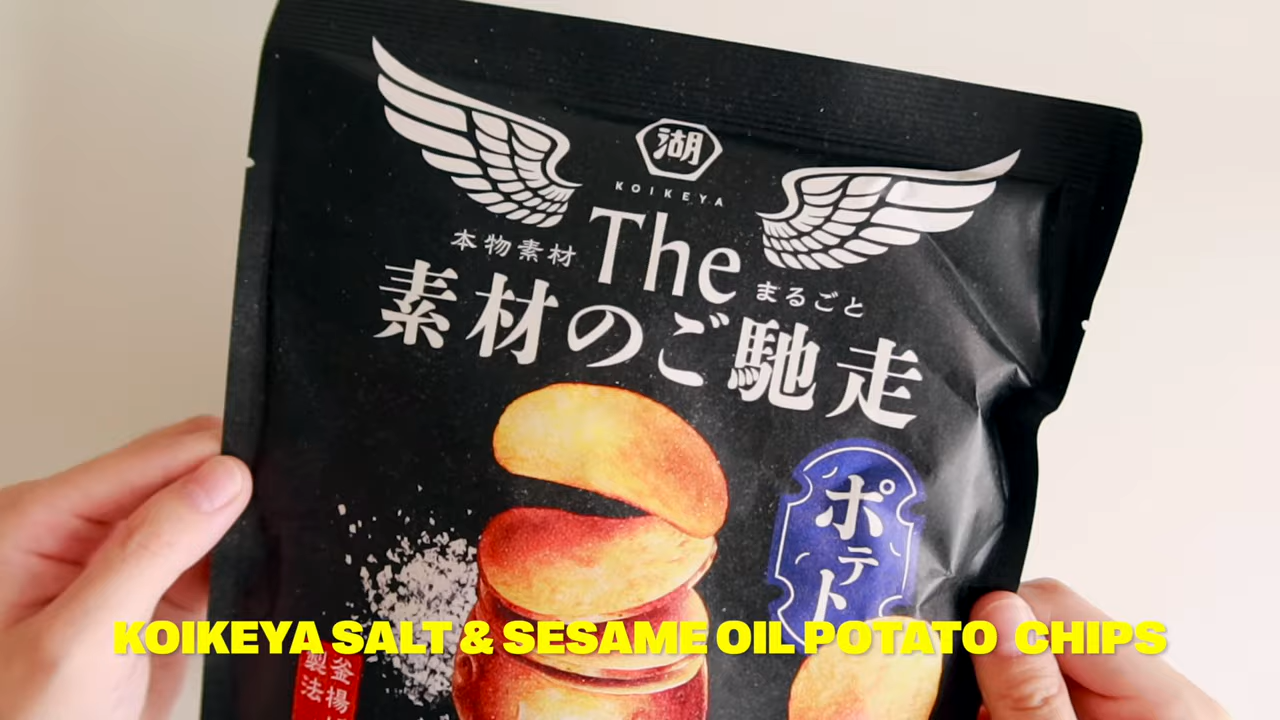 湖
KOIKEYA
The
本物素材
まるごと
素材のご馳走
ポテト
KOIKEYA SALT & SESAME OIL POTATO CHIPS
釜揚
製法